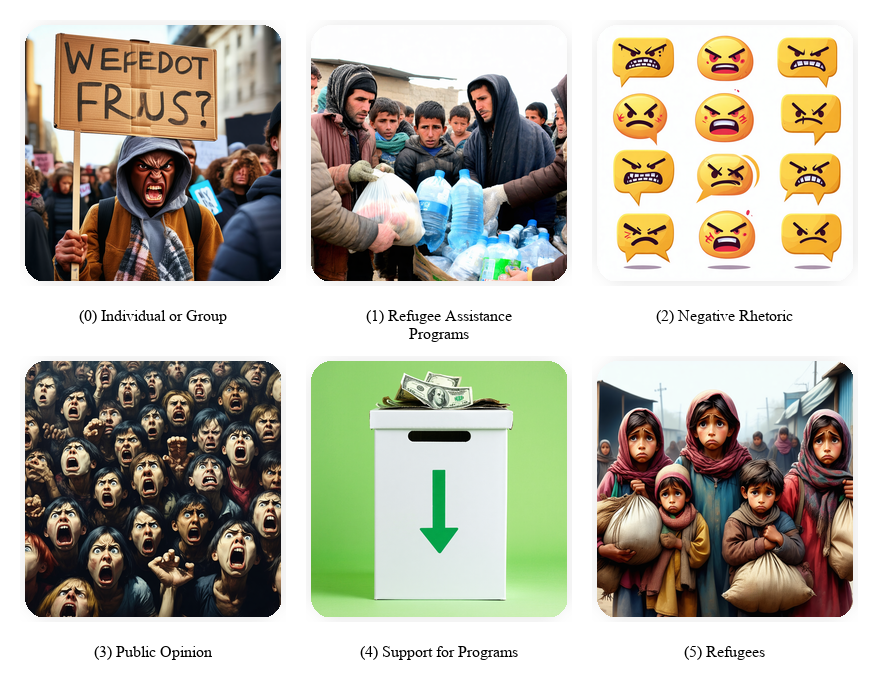 WEFEDOT
FRNS?
(0) Individual or Group
(1) Refugee Assistance
Programs
(2) Negative Rhetoric
(3) Public Opinion
(4) Support for Programs
(5) Refugees